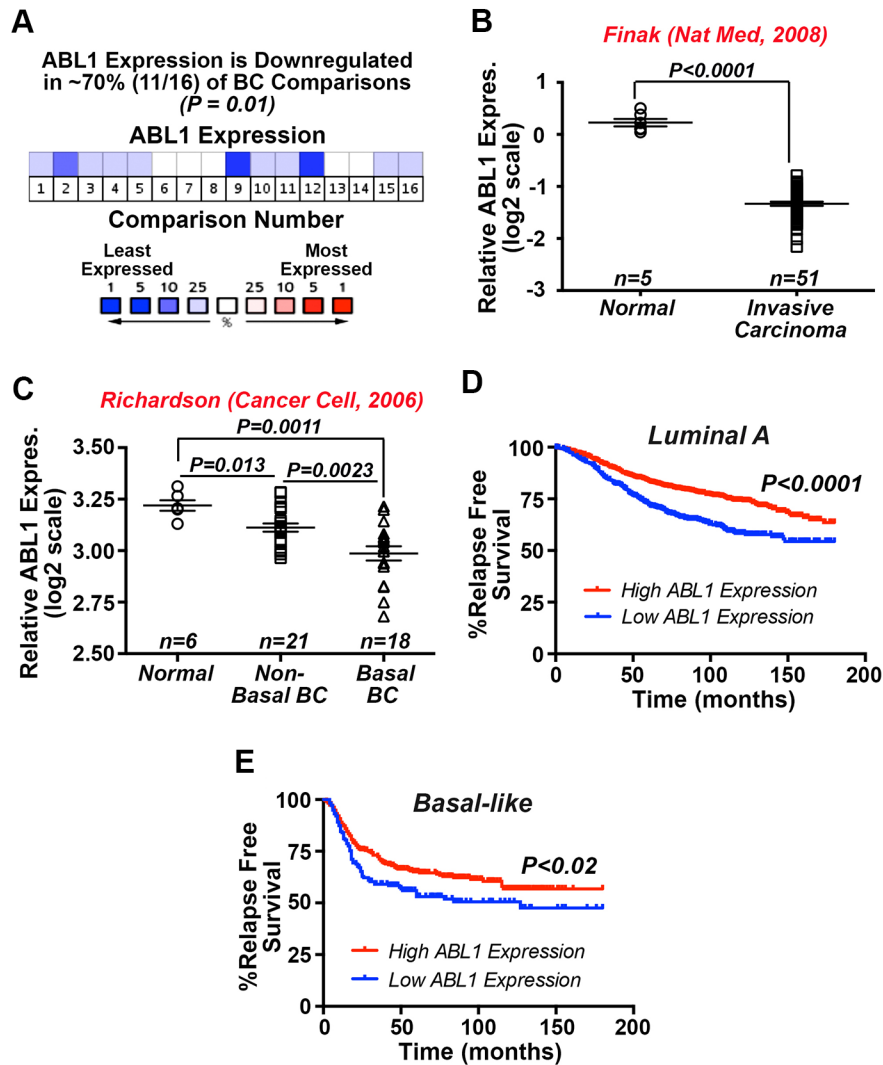 A
ABL1 Expression is Downregulated
in ~70% (11/16) of BC Comparisons
(P = 0.01)
ABL1 Expression
1 2 3 4 5 6 7 8 9 10 11 12 13 14 15 16
Comparison Number
Least Expressed
Most Expressed
1 5 10 25 25 10 5 1
%
B
Finak (Nat Med, 2008)
P<0.0001
Relative ABL1 Expres.
(log2 scale)
1
0
-1
-2
-3
n=5 n=51
Normal
Invasive
Carcinoma
C
Richardson (Cancer Cell, 2006)
P=0.0011
P=0.013 P=0.0023
Relative ABL1 Expres.
(log2 scale)
3.50
3.25
3.00
2.75
2.50
n=6 n=21 n=18
Normal
Non-
Basal BC
Basal
BC
D
Luminal A
P<0.0001
%Relapse Free
Survival
100
75
50
25
0
High ABL1 Expression
Low ABL1 Expression
0 50 100 150 200
Time (months)
E
Basal-like
P<0.02
%Relapse Free
Survival
100
75
50
25
0
High ABL1 Expression
Low ABL1 Expression
0 50 100 150 200
Time (months)